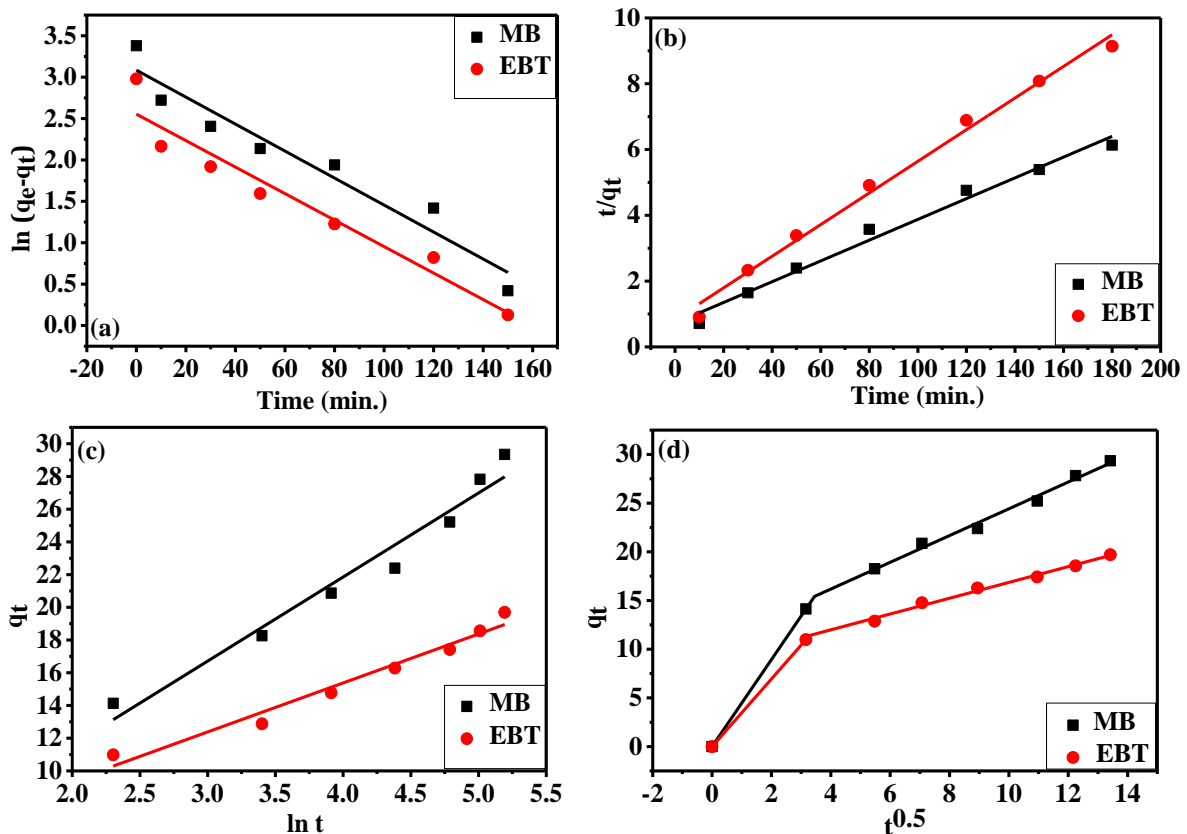 (a)
MB
EBT
ln (qe-qt)
3.5
3.0
2.5
2.0
1.5
1.0
0.5
0.0
-20 0 20 40 60 80 100 120 140 160
Time (min.)
(b)
MB
EBT
t/qt
10
8
6
4
2
0
0 20 40 60 80 100 120 140 160 180 200
Time (min.)
(c)
MB
EBT
qt
30
28
26
24
22
20
18
16
14
12
10
2.0 2.5 3.0 3.5 4.0 4.5 5.0 5.5
ln t
(d)
MB
EBT
qt
30
25
20
15
10
5
0
-2 0 2 4 6 8 10 12 14
t0.5